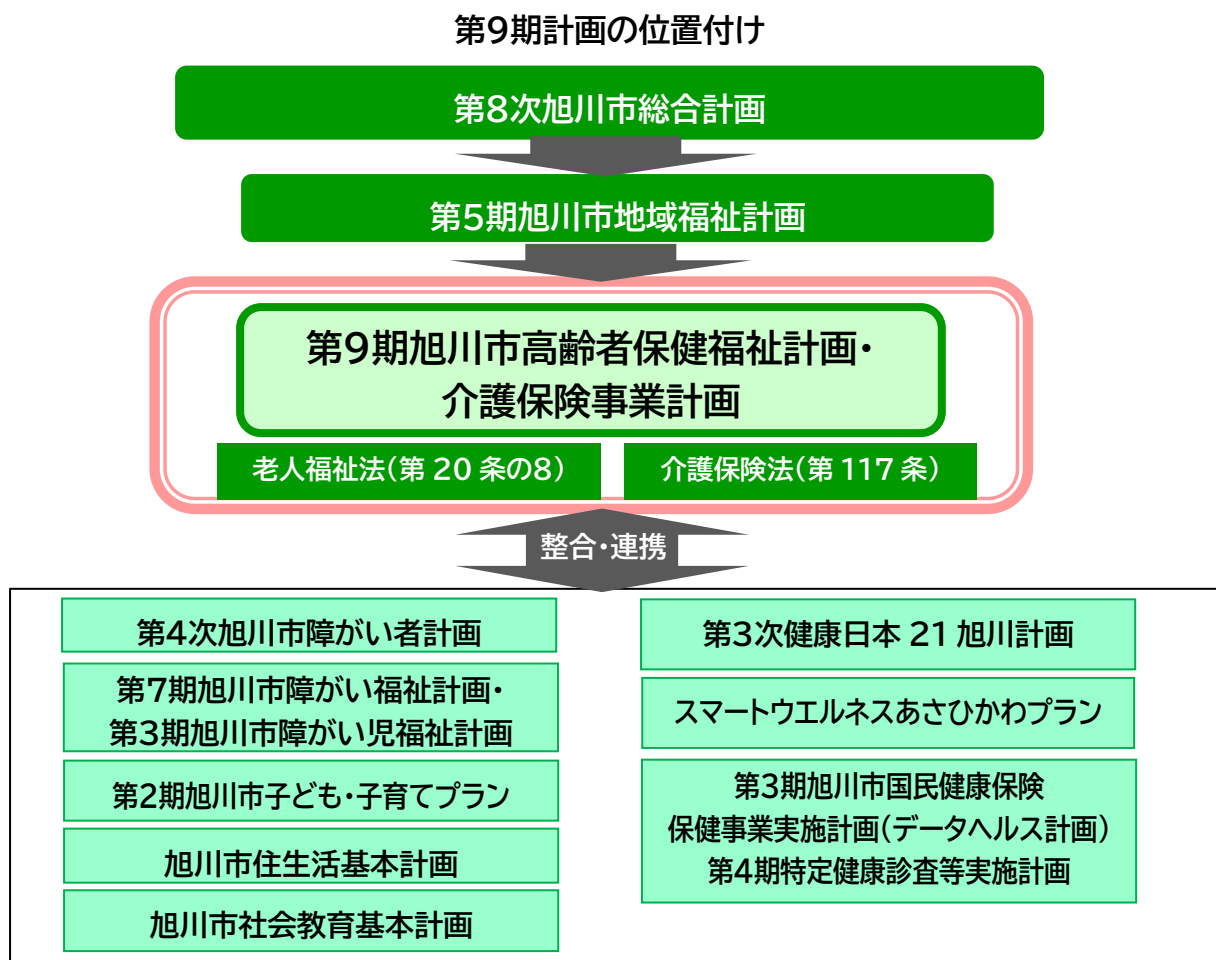 第9期計画の位置付け
第8次旭川市総合計画
第5期旭川市地域福祉計画
第9期旭川市高齢者保健福祉計画・
介護保険事業計画
老人福祉法(第 20 条の8)
介護保険法(第 117 条)
整合・連携
第4次旭川市障がい者計画
第7期旭川市障がい福祉計画・
第3期旭川市障がい児福祉計画
第2期旭川市子ども・子育てプラン
旭川市住生活基本計画
旭川市社会教育基本計画
第3次健康日本 21 旭川計画
スマートウエルネスあさひかわプラン
第3期旭川市国民健康保険
保健事業実施計画(データヘルス計画)
第4期特定健康診査等実施計画